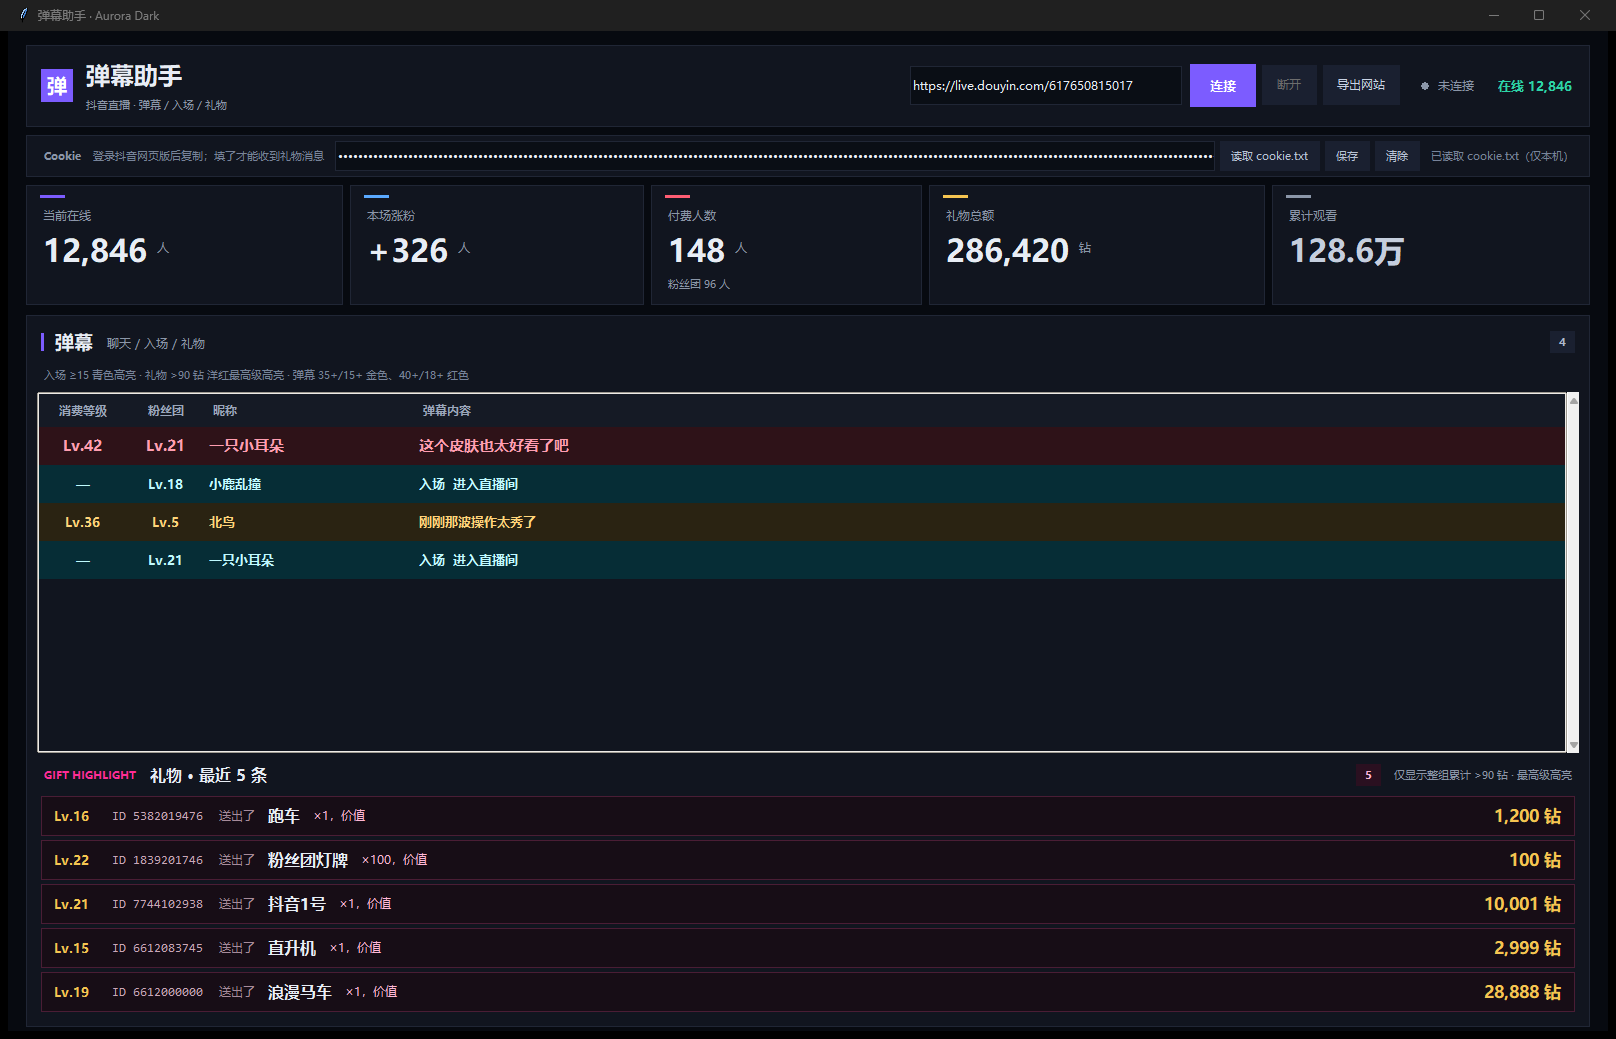 弹幕助手 · Aurora Dark
弹
弹幕助手
抖音直播 · 弹幕 / 入场 / 礼物
https://live.douyin.com/617650815017
连接
断开
导出网站
未连接
在线 12,846
Cookie 登录抖音网页版后复制；填了才能收到礼物消息
读取 cookie.txt
保存
清除
已读取 cookie.txt（仅本机）
当前在线
12,846 人
本场涨粉
+326 人
付费人数
148 人
粉丝团 96 人
礼物总额
286,420 钻
累计观看
128.6万
弹幕 聊天 / 入场 / 礼物
4
入场 ≥15 青色高亮 · 礼物 >90 钻 洋红最高级高亮 · 弹幕 35+/15+ 金色、40+/18+ 红色
消费等级 粉丝团 昵称 弹幕内容
Lv.42 Lv.21 一只小耳朵 这个皮肤也太好看了吧
— Lv.18 小鹿乱撞 入场 进入直播间
Lv.36 Lv.5 北鸟 刚刚那波操作太秀了
— Lv.21 一只小耳朵 入场 进入直播间
GIFT HIGHLIGHT 礼物 • 最近 5 条
5 仅显示整组累计 >90 钻 · 最高级高亮
Lv.16 ID 5382019476 送出了 跑车 ×1，价值 1,200 钻
Lv.22 ID 1839201746 送出了 粉丝团灯牌 ×100，价值 100 钻
Lv.21 ID 7744102938 送出了 抖音1号 ×1，价值 10,001 钻
Lv.15 ID 6612083745 送出了 直升机 ×1，价值 2,999 钻
Lv.19 ID 6612000000 送出了 浪漫马车 ×1，价值 28,888 钻